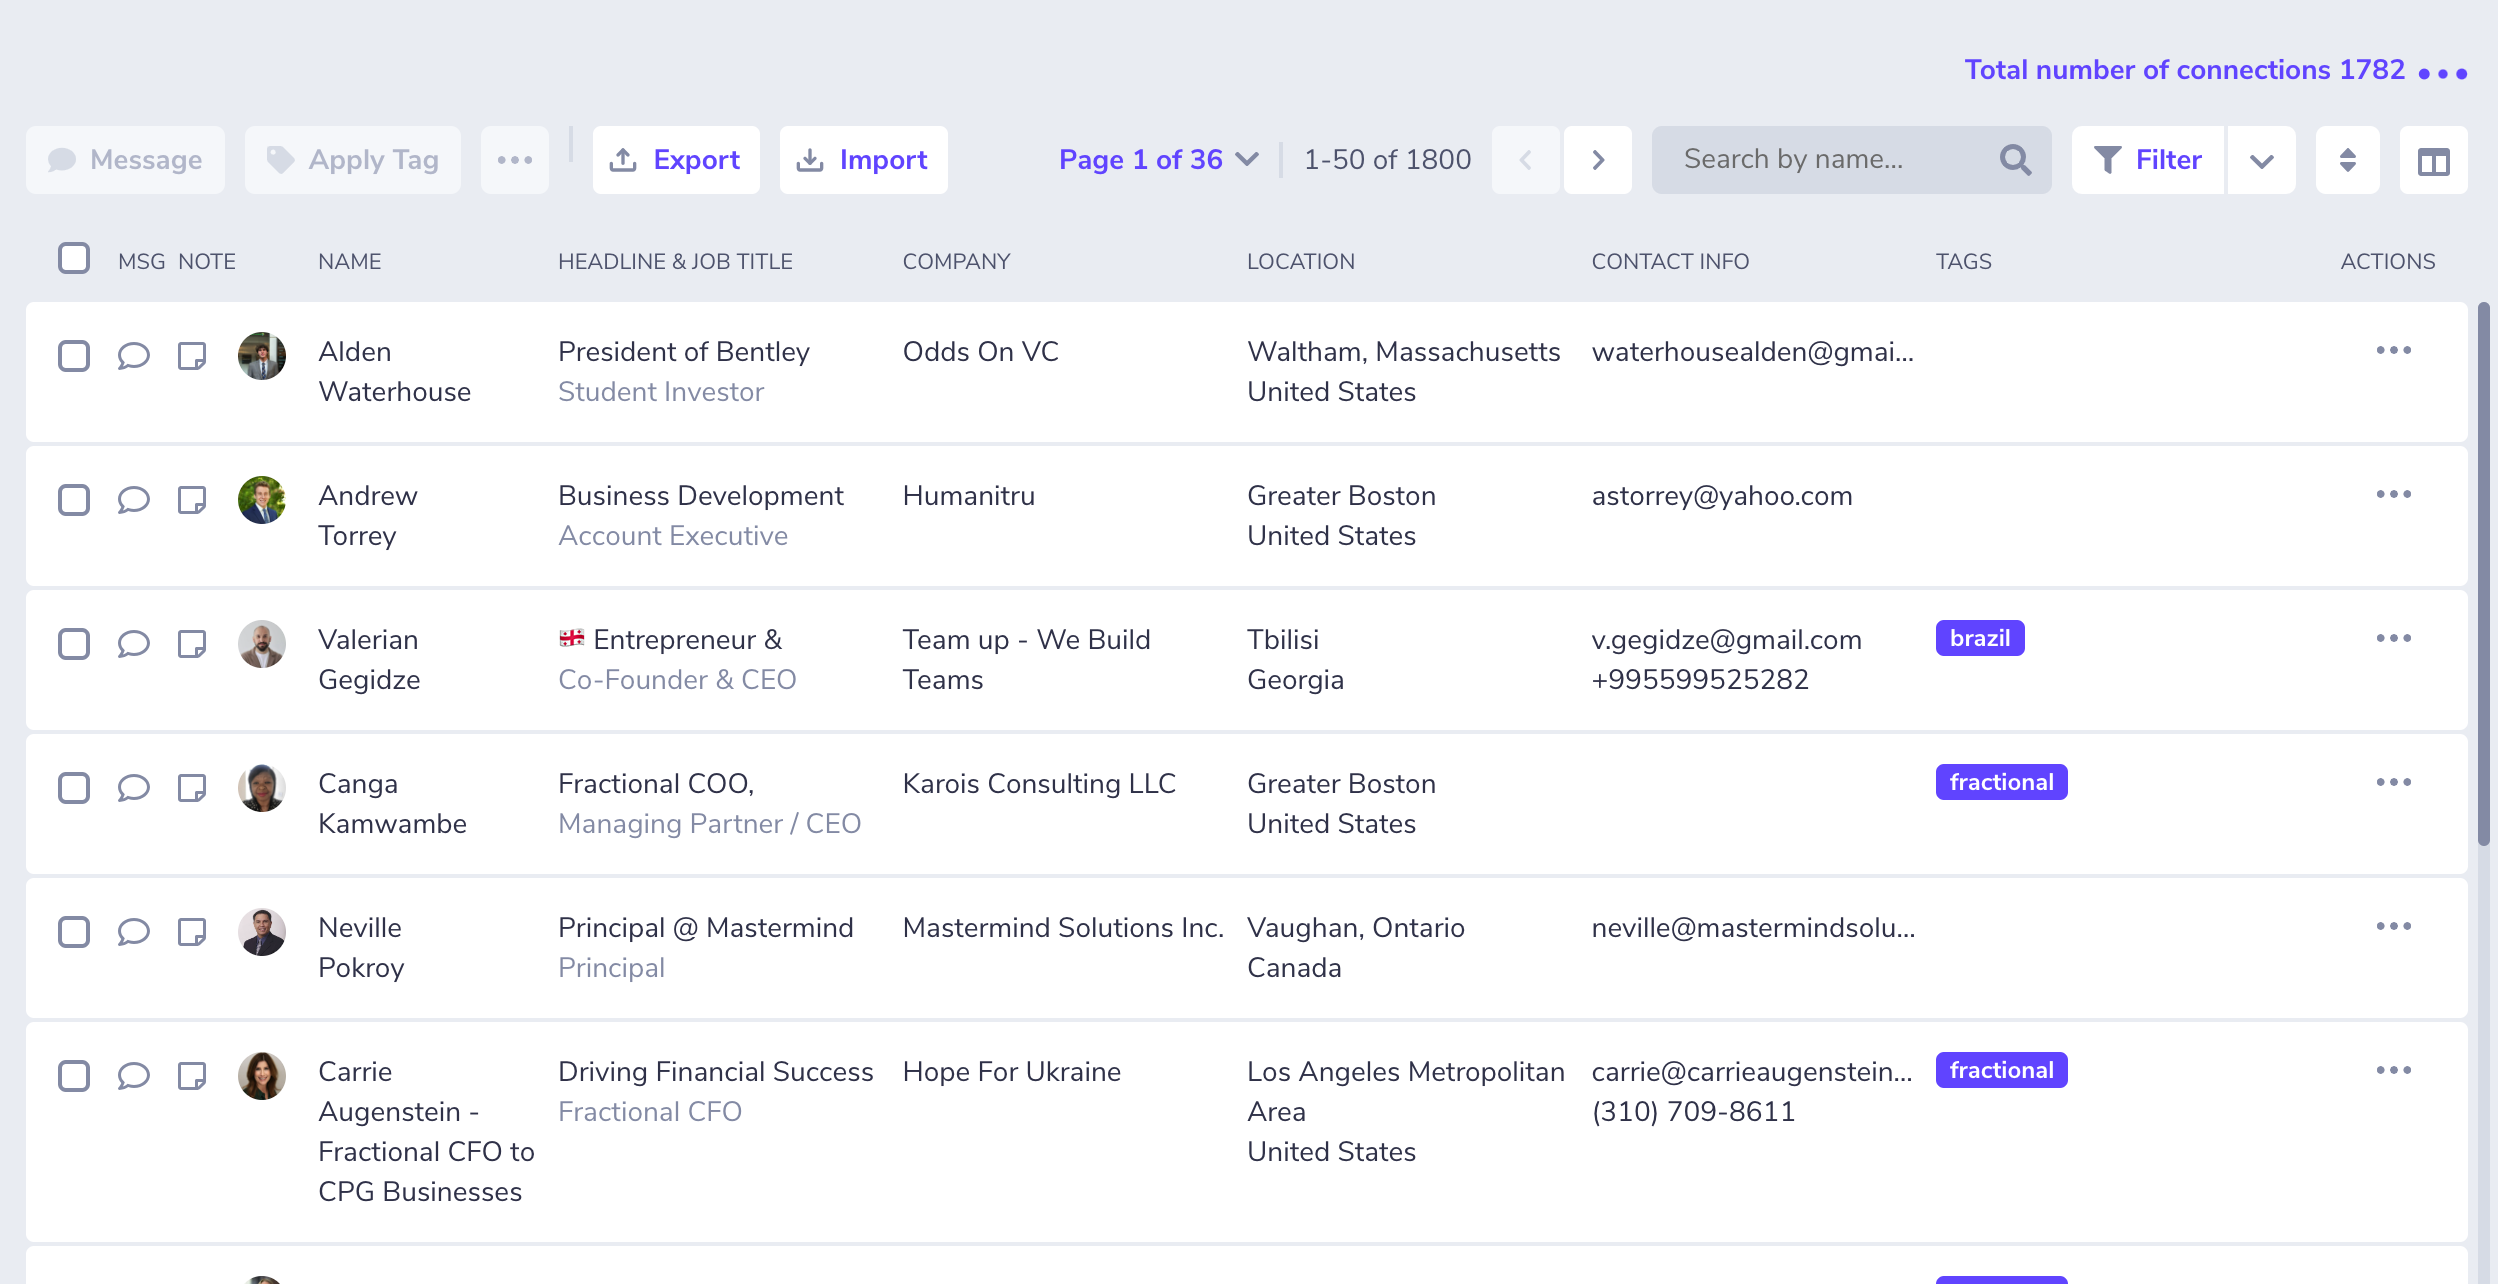 Total number of connections 1782
Message Apply Tag Export Import Page 1 of 36 1-50 of 1800 Search by name... Filter
MSG NOTE NAME HEADLINE & JOB TITLE COMPANY LOCATION CONTACT INFO TAGS ACTIONS
Alden President of Bentley Odds On VC Waltham, Massachusetts waterhousealden@gmai...
Waterhouse Student Investor United States
Andrew Business Development Humanitru Greater Boston astorrey@yahoo.com
Torrey Account Executive United States
Valerian 🇬🇪 Entrepreneur & Team up - We Build Tbilisi v.gegidze@gmail.com brazil
Gegidze Co-Founder & CEO Teams Georgia +995599525282
Canga Fractional COO, Karois Consulting LLC Greater Boston fractional
Kamwambe Managing Partner / CEO United States
Neville Principal @ Mastermind Mastermind Solutions Inc. Vaughan, Ontario neville@mastermindsolu...
Pokroy Principal Canada
Carrie Driving Financial Success Hope For Ukraine Los Angeles Metropolitan carrie@carrieaugenstein... fractional
Augenstein - Fractional CFO Area (310) 709-8611
Fractional CFO to United States
CPG Businesses